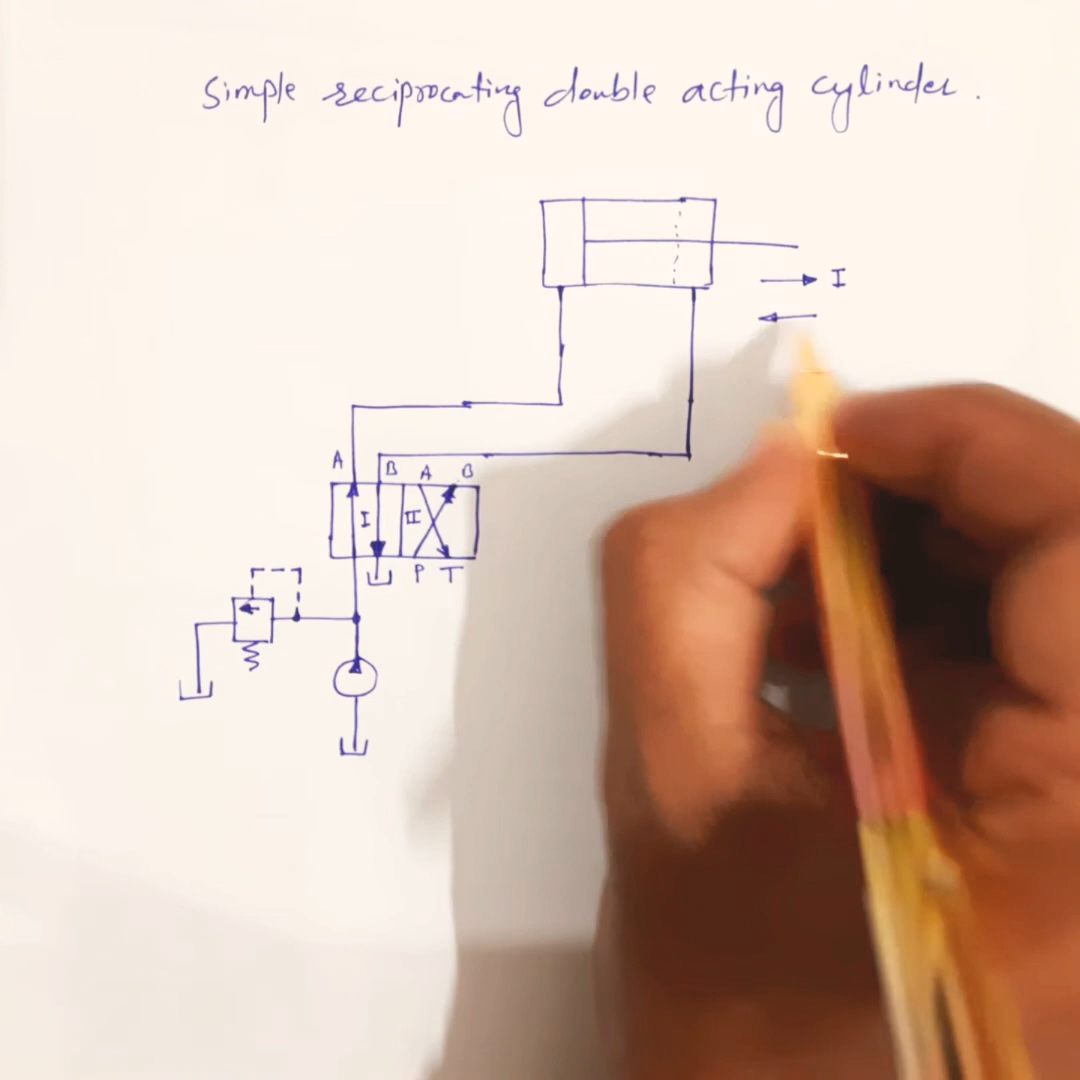 Simple reciprocating double acting cylinder.
I
A B A B
I II
P T